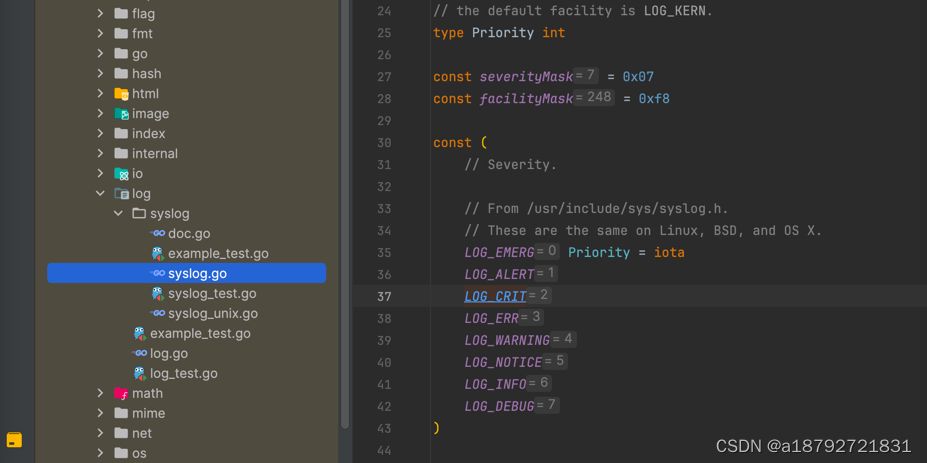 flag
fmt
go
hash
html
image
index
internal
io
log
syslog
doc.go
example_test.go
syslog.go
syslog_test.go
syslog_unix.go
example_test.go
log.go
log_test.go
math
mime
net
os
24 // the default facility is LOG_KERN.
25 type Priority int
26
27 const severityMask = 7 = 0x07
28 const facilityMask = 248 = 0xf8
29
30 const (
31 // Severity.
32
33 // From /usr/include/sys/syslog.h.
34 // These are the same on Linux, BSD, and OS X.
35 LOG_EMERG = 0 Priority = iota
36 LOG_ALERT = 1
37 LOG_CRIT = 2
38 LOG_ERR = 3
39 LOG_WARNING = 4
40 LOG_NOTICE = 5
41 LOG_INFO = 6
42 LOG_DEBUG = 7
43 )
44
CSDN @a18792721831